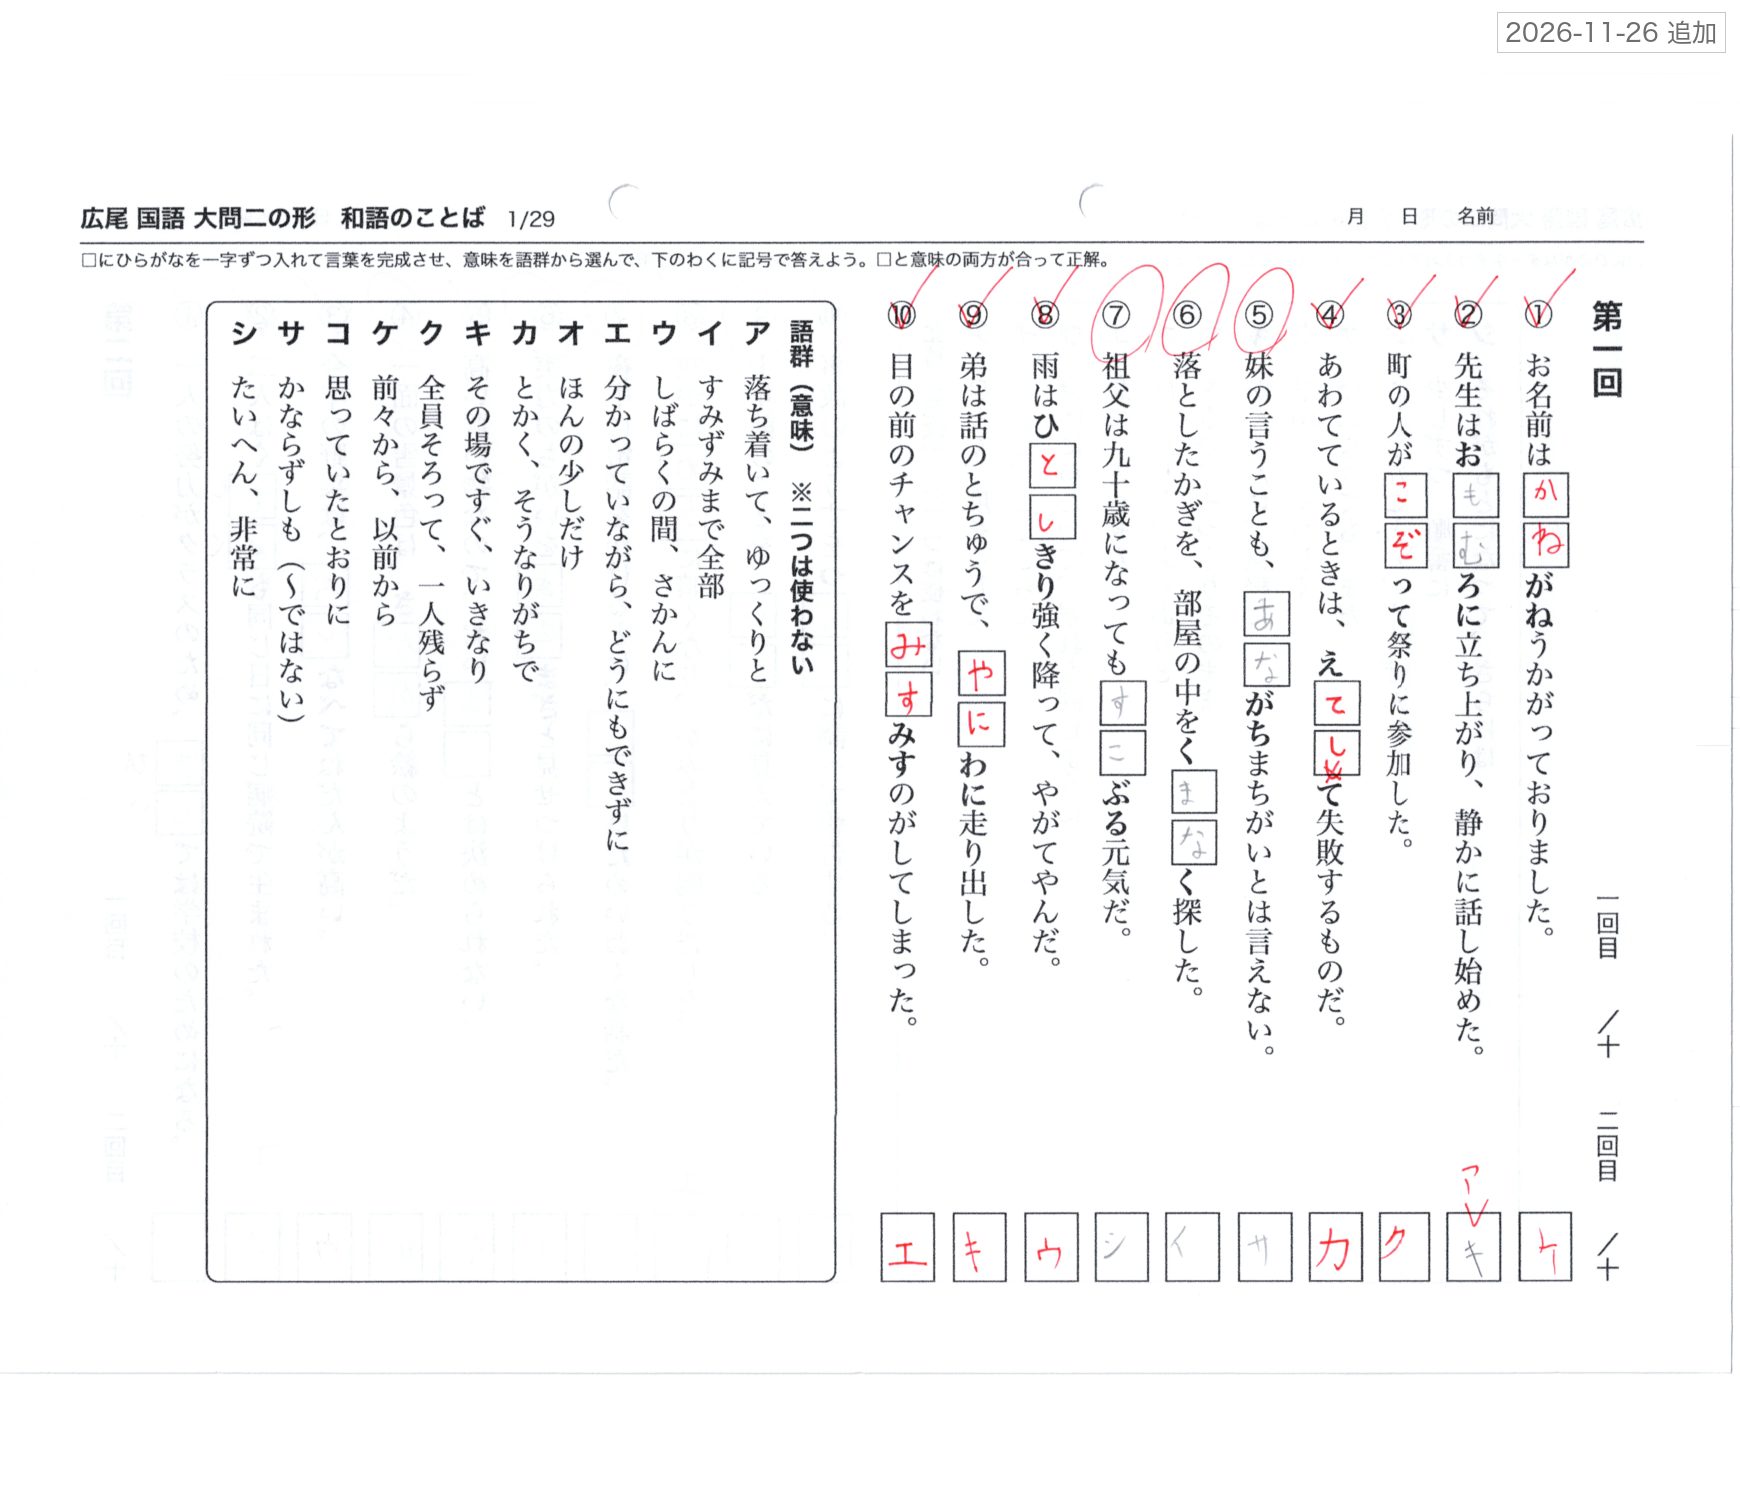 2026-11-26 追加
広尾 国語 大問二の形　和語のことば 1/29
月　日　名前
□にひらがなを一字ずつ入れて言葉を完成させ、意味を語群から選んで、下のわくに記号で答えよう。□と意味の両方が合って正解。
第一回　一回目　／十　二回目　／十
① お名前はかねがねうかがっておりました。 ケ
② 先生はおもむろに立ち上がり、静かに話し始めた。 キ ア
③ 町の人がこぞって祭りに参加した。 ク
④ あわてているときは、えてして失敗するものだ。 カ
⑤ 妹の言うことも、あながちまちがいとは言えない。 サ
⑥ 落としたかぎを、部屋の中をくまなく探した。 イ
⑦ 祖父は九十歳になってもすこぶる元気だ。 シ
⑧ 雨はひとしきり強く降って、やがてやんだ。 ウ
⑨ 弟は話のとちゅうで、やにわに走り出した。 キ
⑩ 目の前のチャンスをみすみすのがしてしまった。 エ
語群（意味）　※二つは使わない
ア　落ち着いて、ゆっくりと
イ　すみずみまで全部
ウ　しばらくの間、さかんに
エ　分かっていながら、どうにもできずに
オ　ほんの少しだけ
カ　とかく、そうなりがちで
キ　その場ですぐ、いきなり
ク　全員そろって、一人残らず
ケ　前々から、以前から
コ　思っていたとおりに
サ　かならずしも（〜ではない）
シ　たいへん、非常に